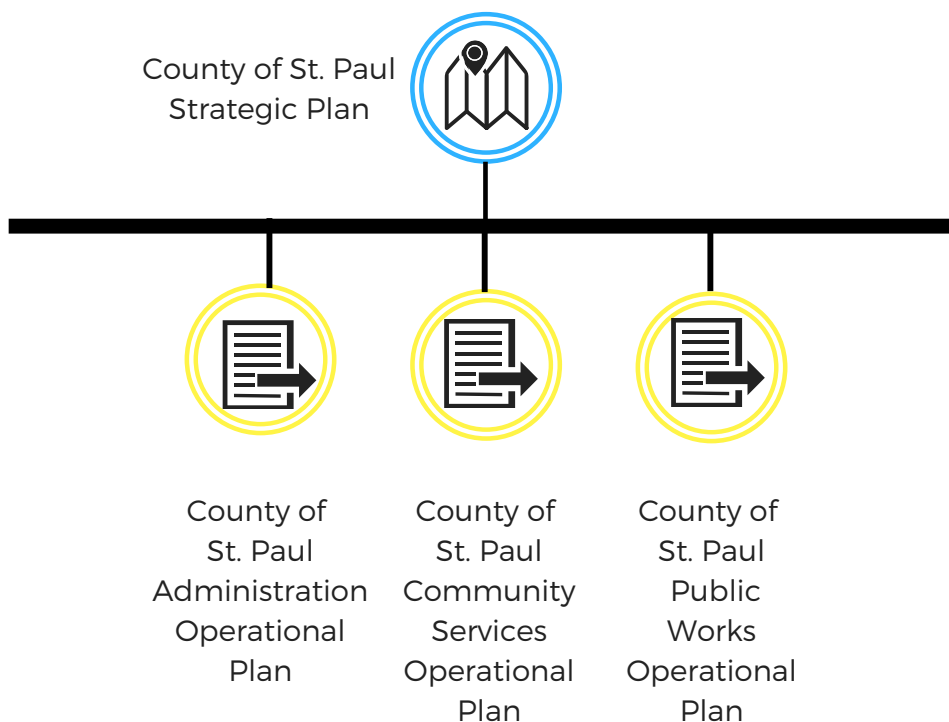 County of St. Paul
Strategic Plan
County of
St. Paul
Administration
Operational
Plan
County of
St. Paul
Community
Services
Operational
Plan
County of
St. Paul
Public
Works
Operational
Plan